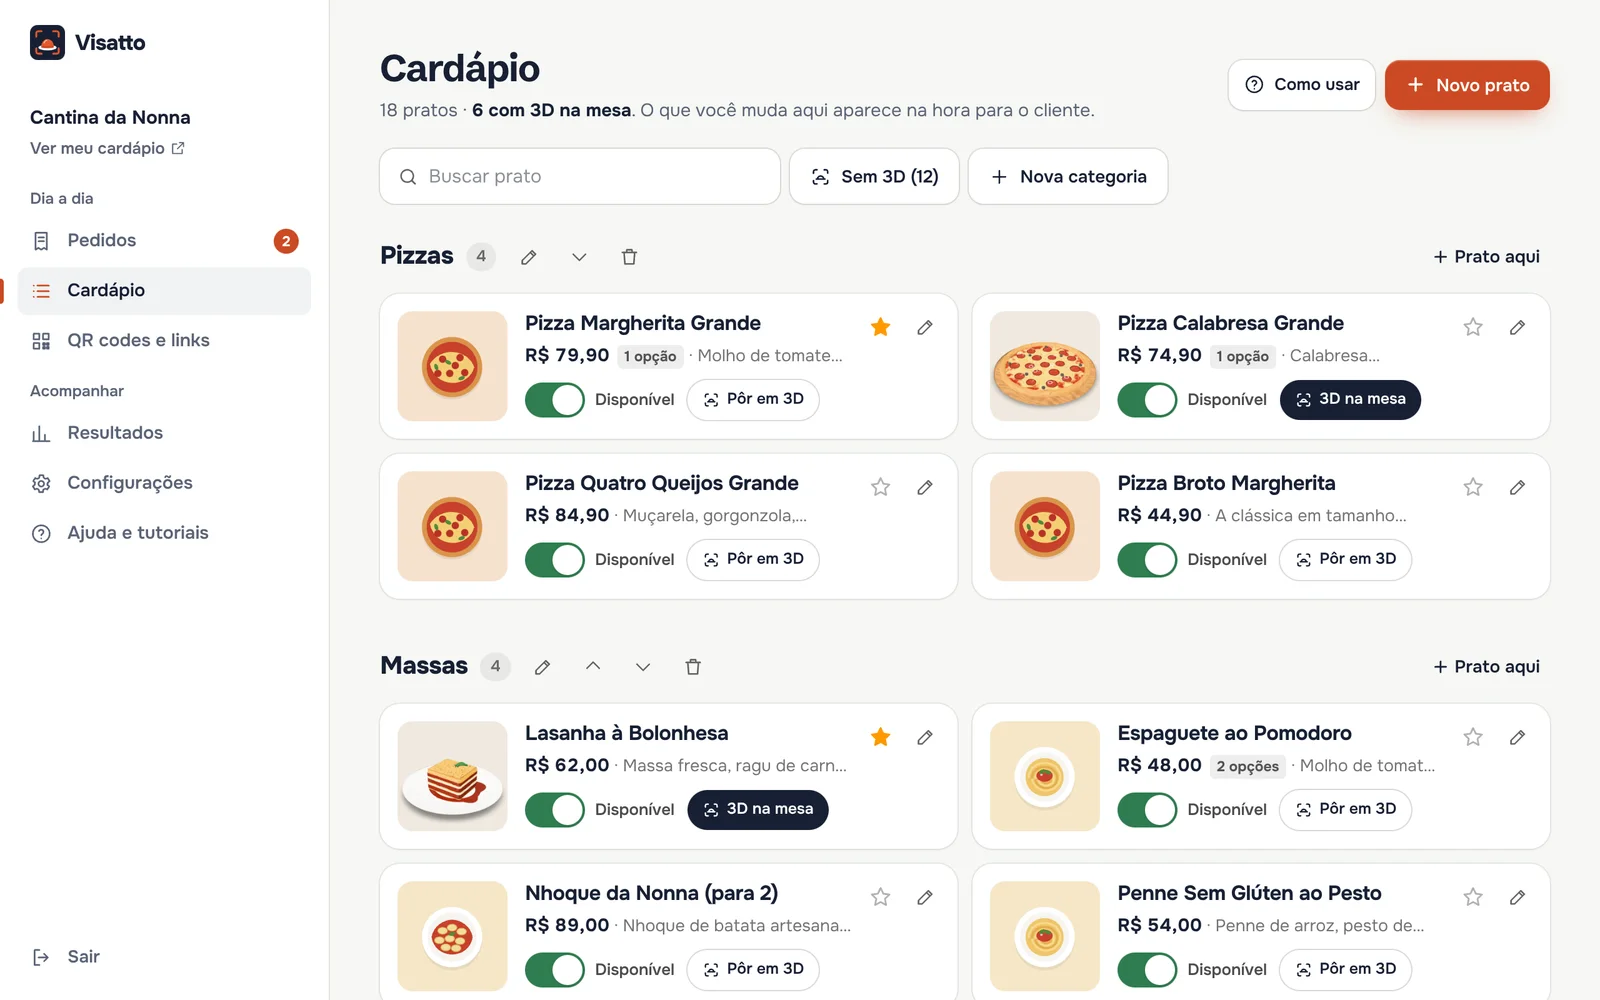 Visatto
Cantina da Nonna
Ver meu cardápio
Dia a dia
Pedidos 2
Cardápio
QR codes e links
Acompanhar
Resultados
Configurações
Ajuda e tutoriais
Sair
Cardápio
18 pratos · 6 com 3D na mesa. O que você muda aqui aparece na hora para o cliente.
Como usar
+ Novo prato
Buscar prato
Sem 3D (12)
+ Nova categoria
Pizzas 4
+ Prato aqui
Pizza Margherita Grande
R$ 79,90 1 opção · Molho de tomate...
Disponível Pôr em 3D
Pizza Calabresa Grande
R$ 74,90 1 opção · Calabresa...
Disponível 3D na mesa
Pizza Quatro Queijos Grande
R$ 84,90 · Muçarela, gorgonzola,...
Disponível Pôr em 3D
Pizza Broto Margherita
R$ 44,90 · A clássica em tamanho...
Disponível Pôr em 3D
Massas 4
+ Prato aqui
Lasanha à Bolonhesa
R$ 62,00 · Massa fresca, ragu de carn...
Disponível 3D na mesa
Espaguete ao Pomodoro
R$ 48,00 2 opções · Molho de tomat...
Disponível Pôr em 3D
Nhoque da Nonna (para 2)
R$ 89,00 · Nhoque de batata artesana...
Disponível Pôr em 3D
Penne Sem Glúten ao Pesto
R$ 54,00 · Penne de arroz, pesto de...
Disponível Pôr em 3D